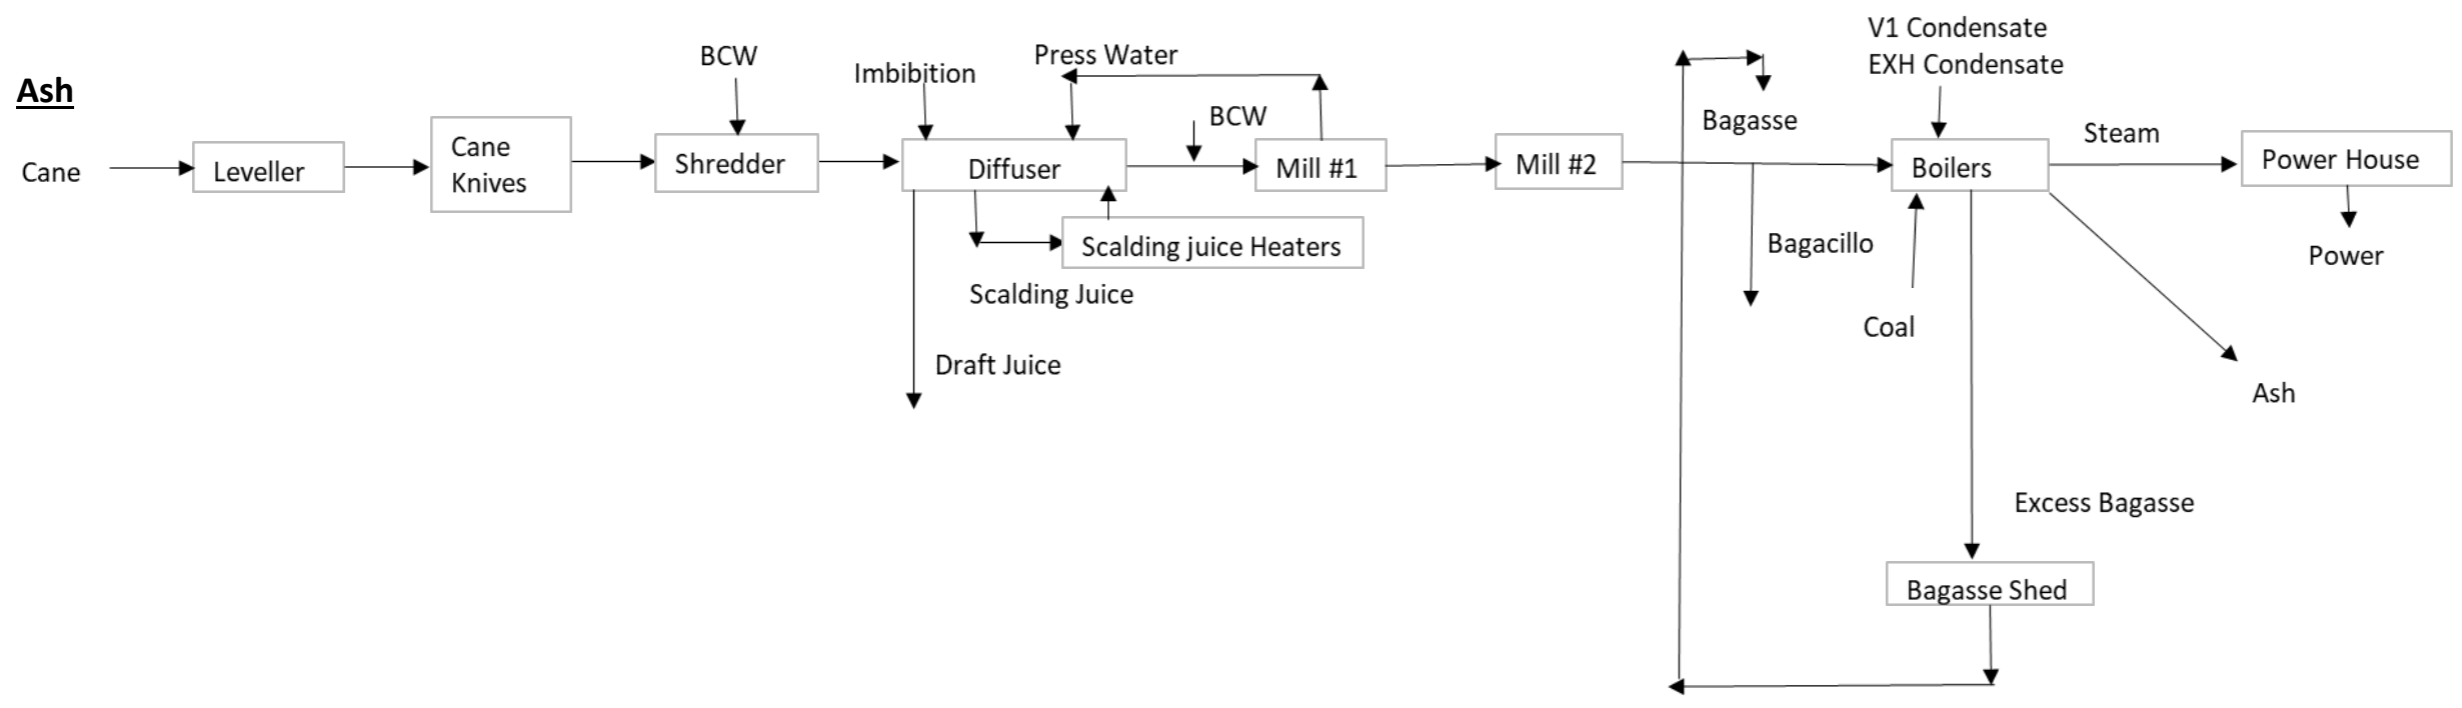 Ash
Cane
Leveller
Cane
Knives
BCW
Shredder
Imbibition
Diffuser
Press Water
BCW
Mill #1
Scalding juice Heaters
Scalding Juice
Draft Juice
Mill #2
Bagasse
Bagacillo
V1 Condensate
EXH Condensate
Boilers
Coal
Steam
Power House
Power
Ash
Excess Bagasse
Bagasse Shed